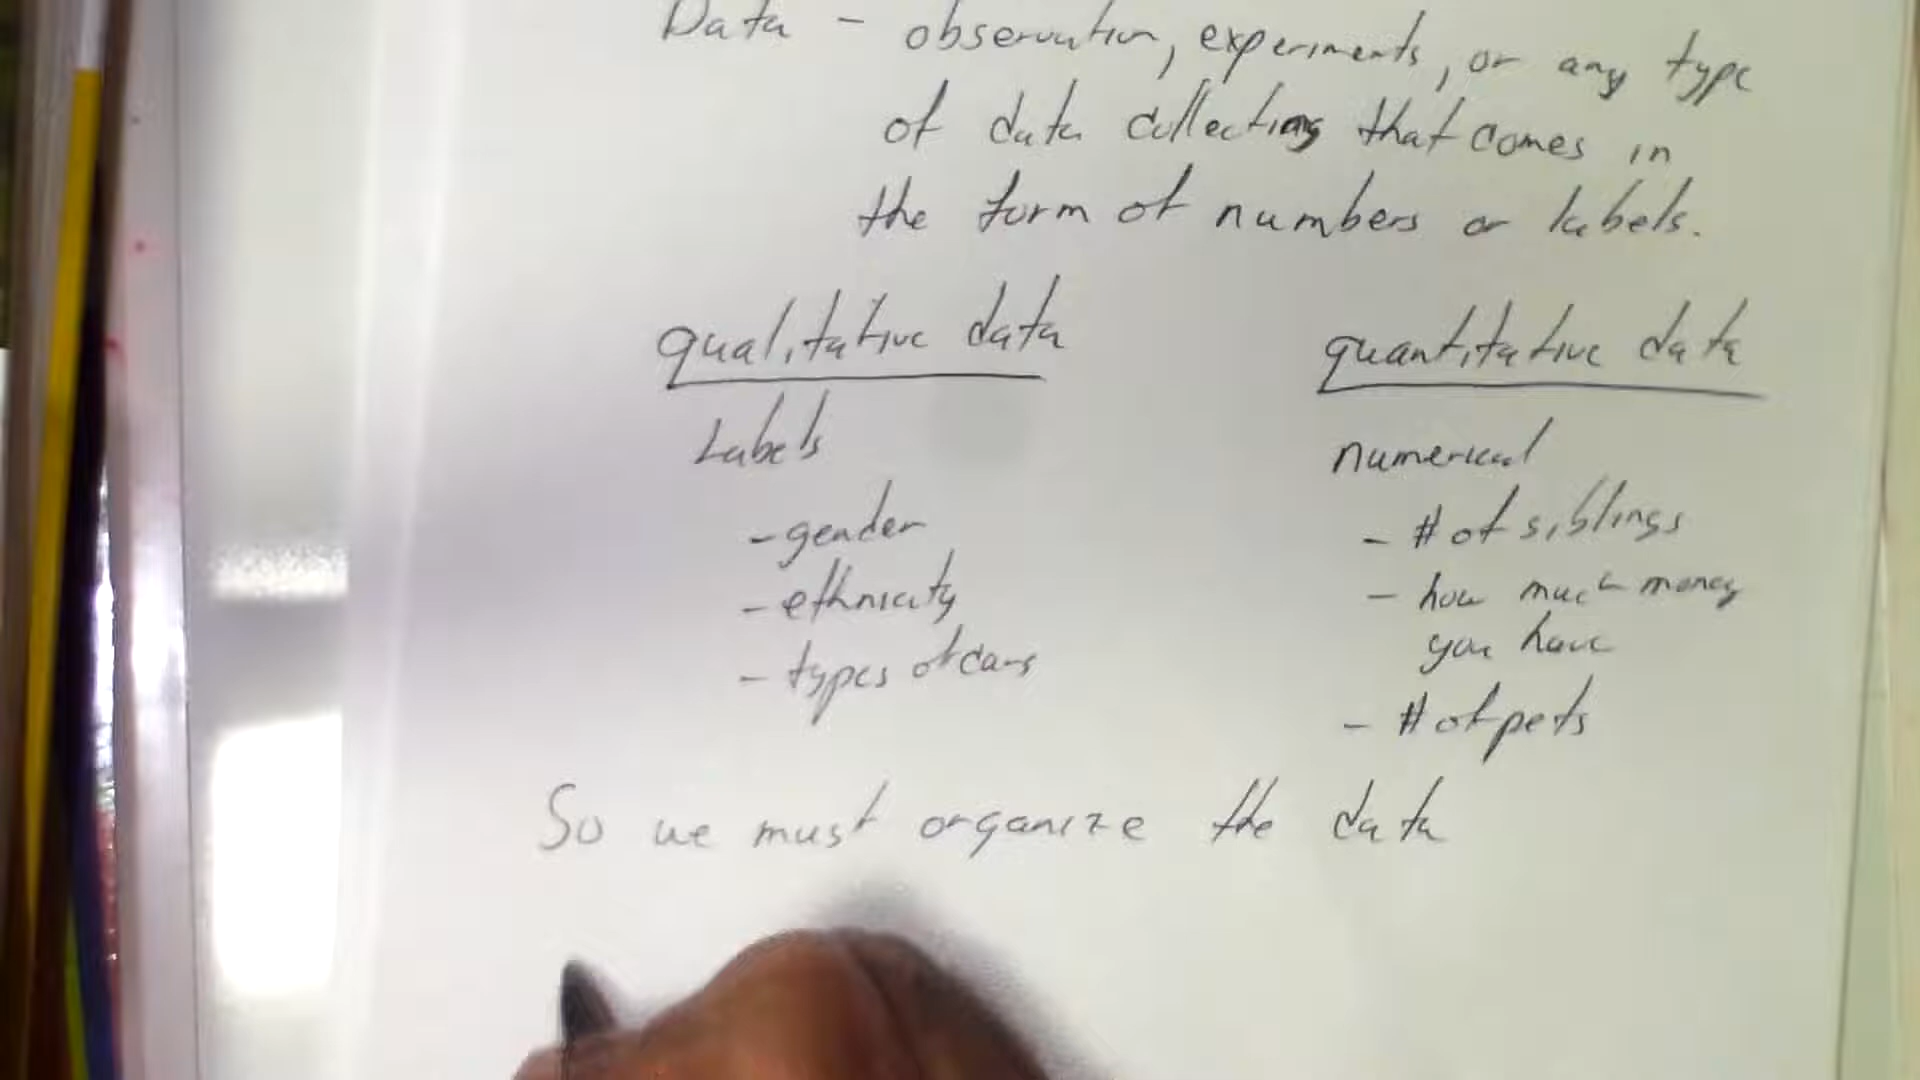 Data - observation, experiments, or any type
of data collecting that comes in
the form of numbers or labels.
qualitative data
Labels
- gender
- ethnicity
- types of cars
quantitative data
numerical
- # of siblings
- how much money
you have
- # of pets
So we must organize the data